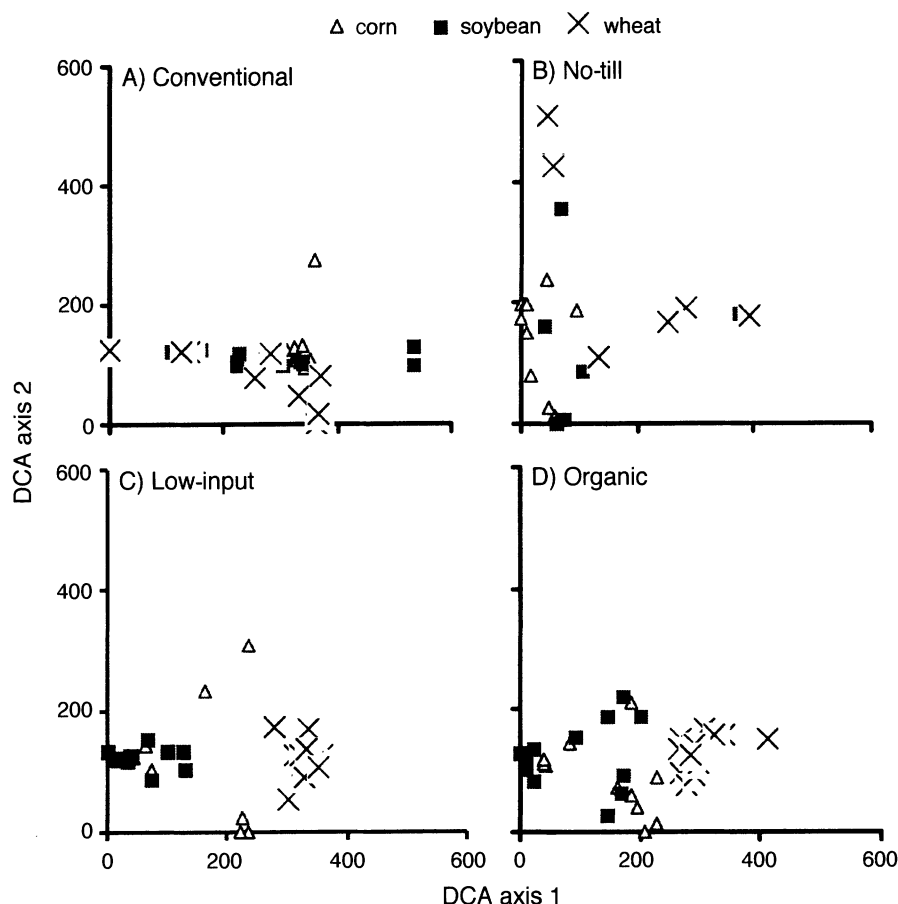 corn soybean wheat
A) Conventional
B) No-till
600
400
200
0
DCA axis 2
C) Low-input
D) Organic
600
400
200
0
0 200 400 600
0 200 400 600
DCA axis 1